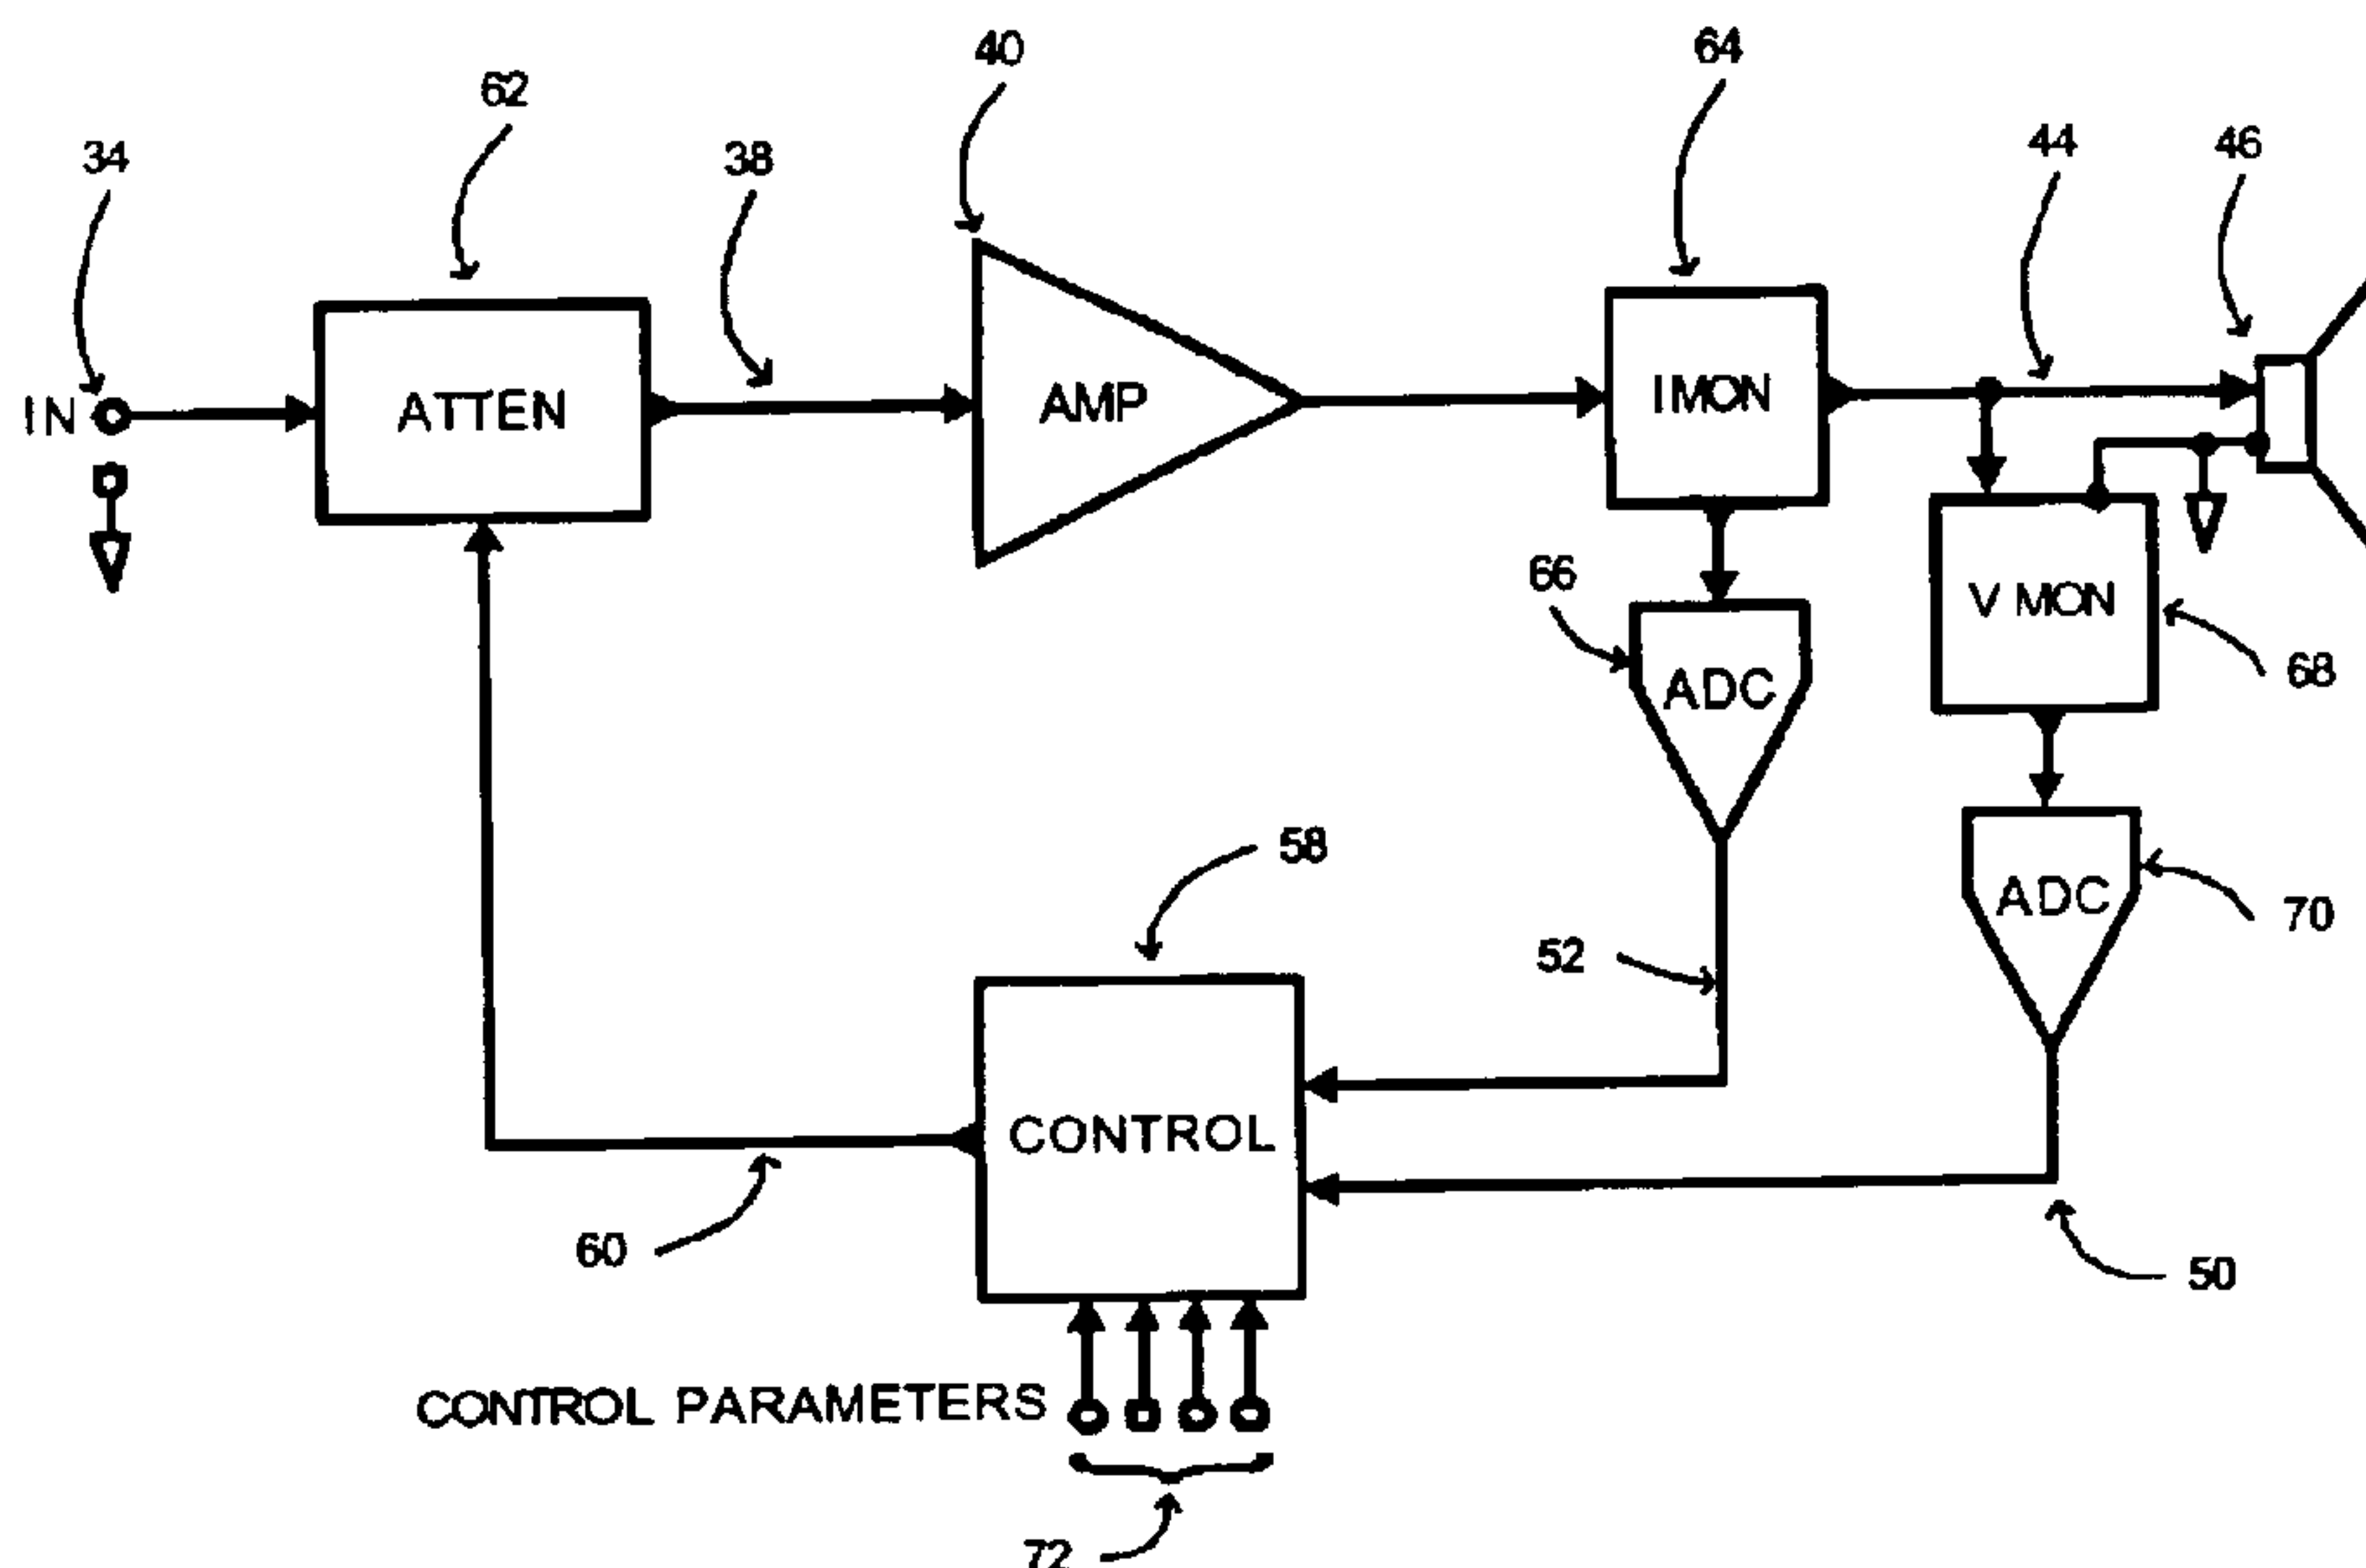 40
64
62
34
38
44
46
IN
ATTEN
AMP
IMON
66
V MON
68
ADC
58
ADC
70
52
CONTROL
60
50
CONTROL PARAMETERS
72